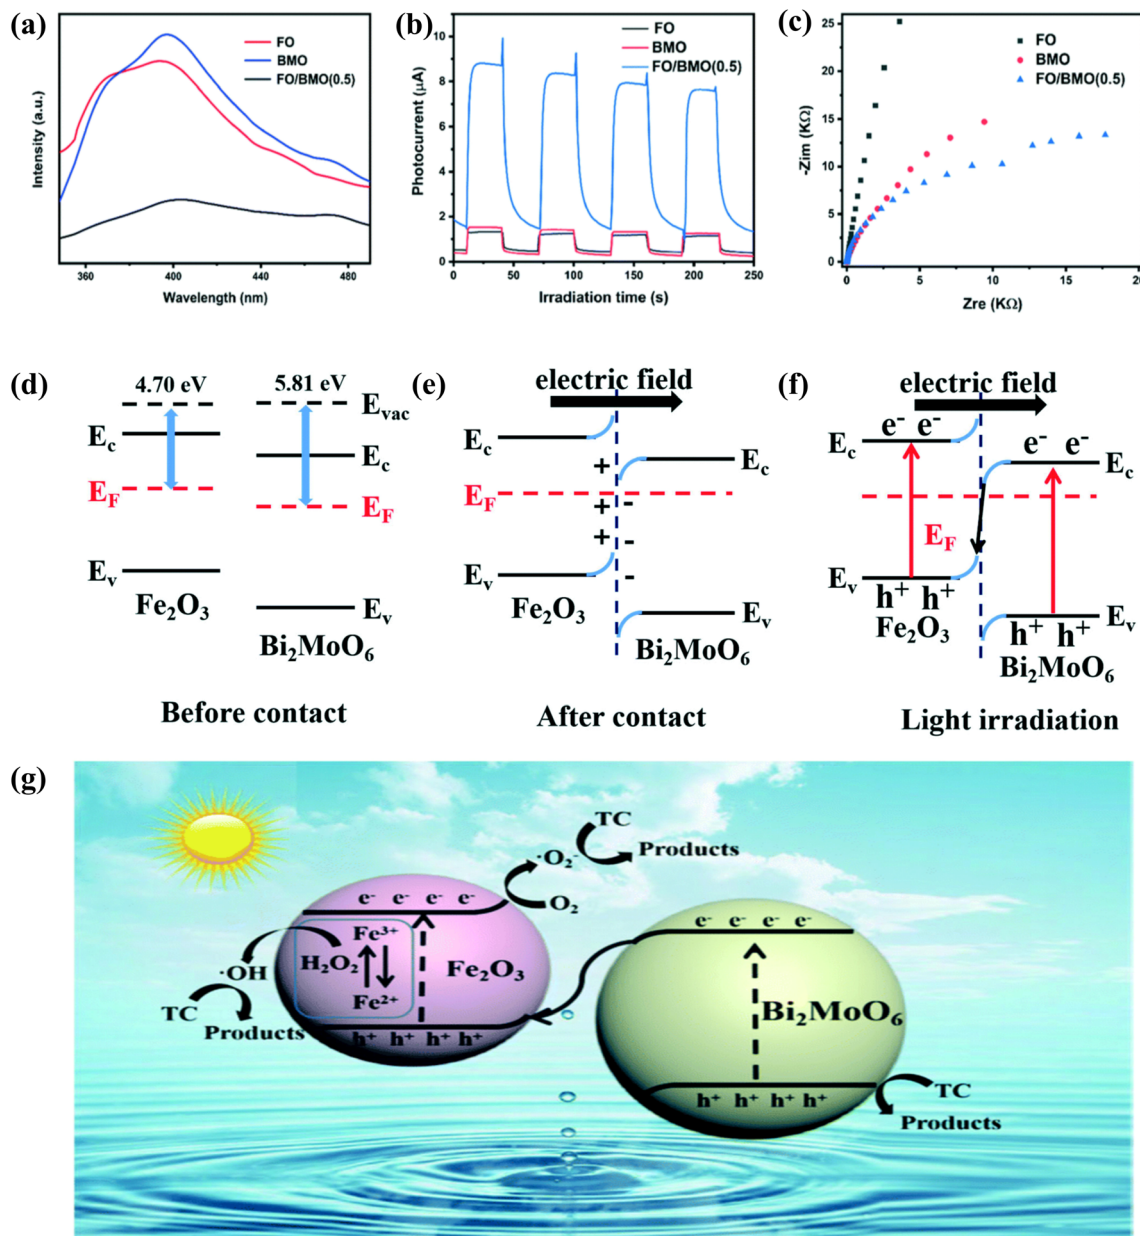 (a)
FO
BMO
FO/BMO(0.5)
Intensity (a.u.)
360 400 440 480
Wavelength (nm)
(b)
FO
BMO
FO/BMO(0.5)
Photocurrent (μA)
10
8
6
4
2
0
0 50 100 150 200 250
Irradiation time (s)
(c)
FO
BMO
FO/BMO(0.5)
-Zim (KΩ)
25
20
15
10
5
0
0 5 10 15 20
Zre (KΩ)
(d)
4.70 eV 5.81 eV
Evac
Ec
Ec
EF
EF
Ev
Ev
Fe2O3
Bi2MoO6
Before contact
(e)
electric field
Ec
+
EF
+ -
+ -
Ev
-
Fe2O3
Ev
Bi2MoO6
After contact
(f)
electric field
e- e-
Ec
e- e-
Ec
EF
Ev
h+ h+
Fe2O3
Ev
h+ h+
Bi2MoO6
Light irradiation
(g)
TC
·O2-
Products
O2
e- e- e- e-
Fe3+
H2O2
Fe2+
Fe2O3
·OH
TC
Products
h+ h+ h+ h+
e- e- e- e-
Bi2MoO6
h+ h+ h+ h+
TC
Products